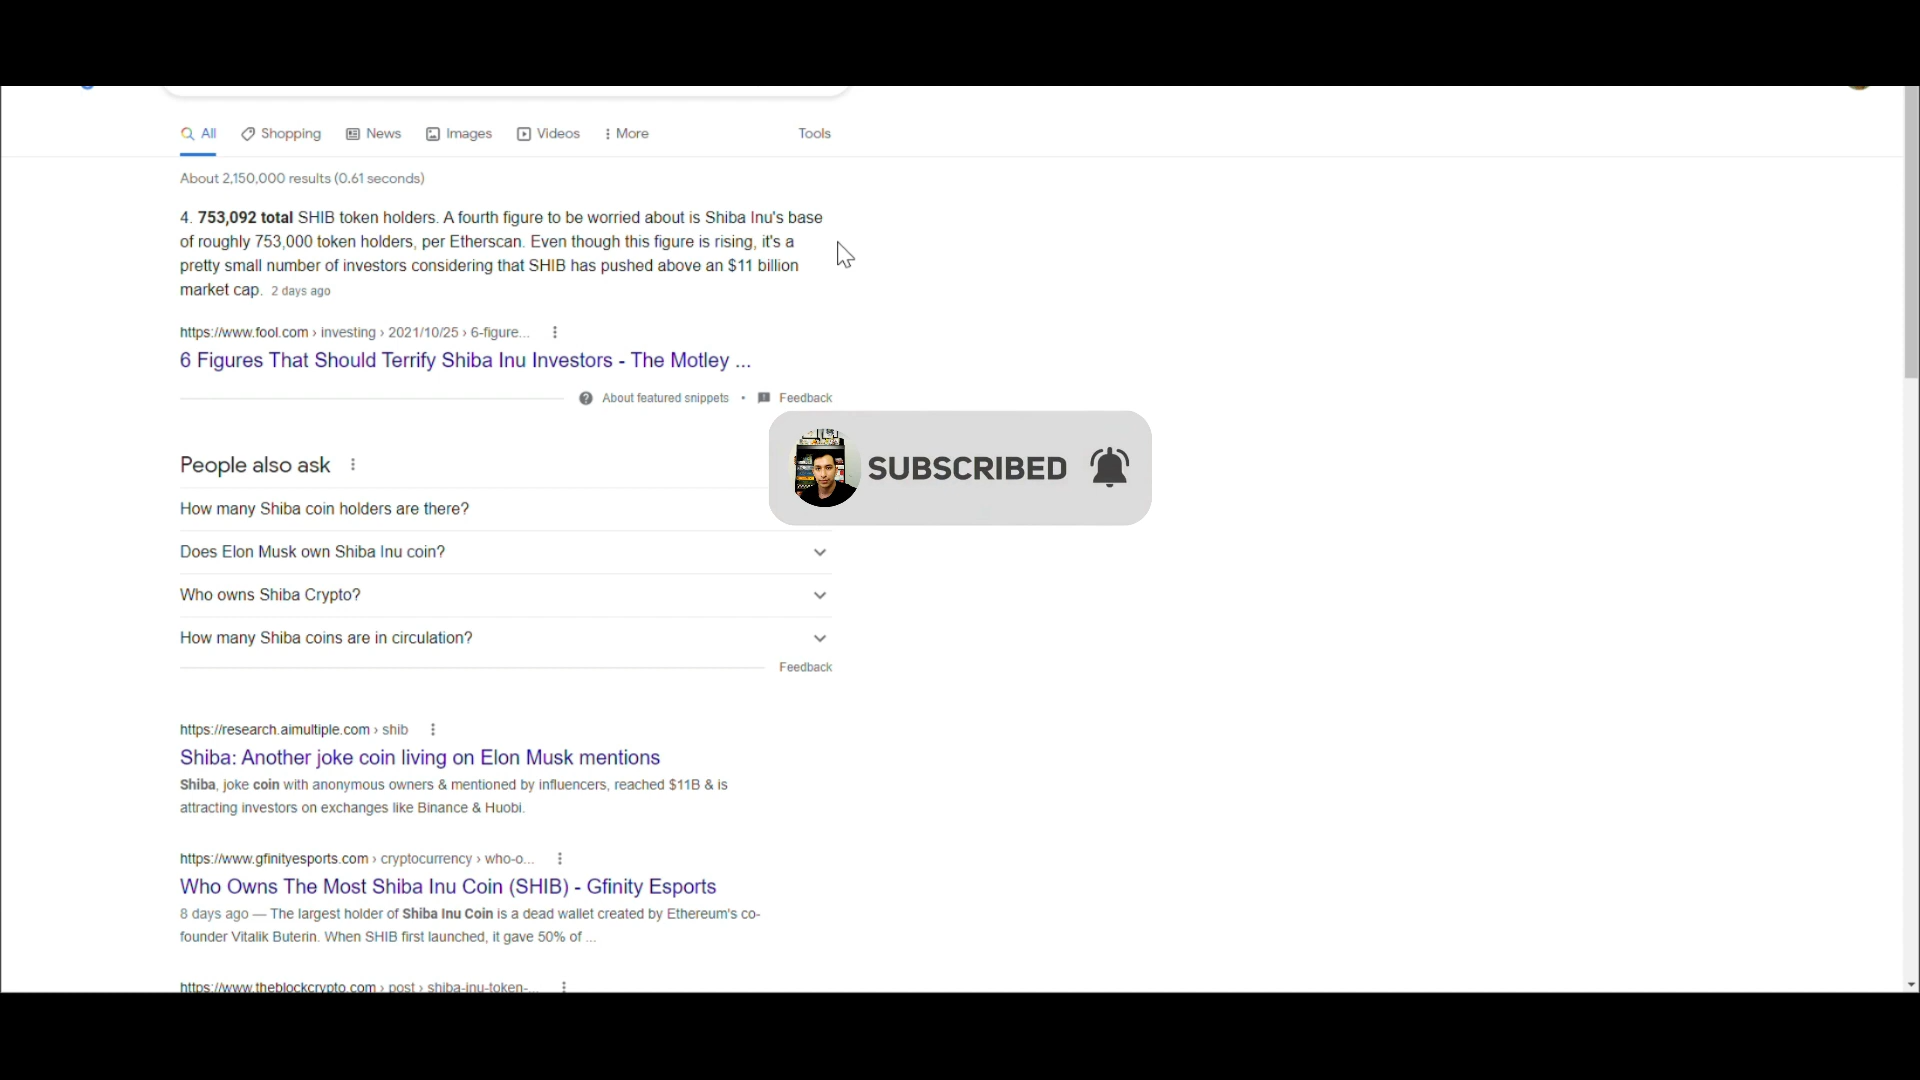 All Shopping News Images Videos More Tools
About 2,150,000 results (0.61 seconds)
4. 753,092 total SHIB token holders. A fourth figure to be worried about is Shiba Inu's base
of roughly 753,000 token holders, per Etherscan. Even though this figure is rising, it's a
pretty small number of investors considering that SHIB has pushed above an $11 billion
market cap. 2 days ago
https://www.fool.com › investing › 2021/10/25 › 6-figure...
6 Figures That Should Terrify Shiba Inu Investors - The Motley ...
About featured snippets • Feedback
People also ask
SUBSCRIBED
How many Shiba coin holders are there?
Does Elon Musk own Shiba Inu coin?
Who owns Shiba Crypto?
How many Shiba coins are in circulation?
Feedback
https://research.aimultiple.com › shib
Shiba: Another joke coin living on Elon Musk mentions
Shiba, joke coin with anonymous owners & mentioned by influencers, reached $11B & is
attracting investors on exchanges like Binance & Huobi.
https://www.gfinityesports.com › cryptocurrency › who-o...
Who Owns The Most Shiba Inu Coin (SHIB) - Gfinity Esports
8 days ago — The largest holder of Shiba Inu Coin is a dead wallet created by Ethereum's co-
founder Vitalik Buterin. When SHIB first launched, it gave 50% of ...
https://www.theblockcrypto.com › post › shiba-inu-token-...